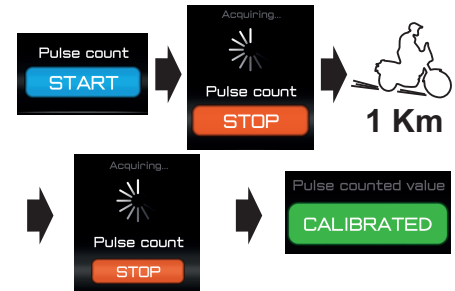 Pulse count
START
Acquiring...
Pulse count
STOP
1 Km
Acquiring...
Pulse count
STOP
Pulse counted value
CALIBRATED